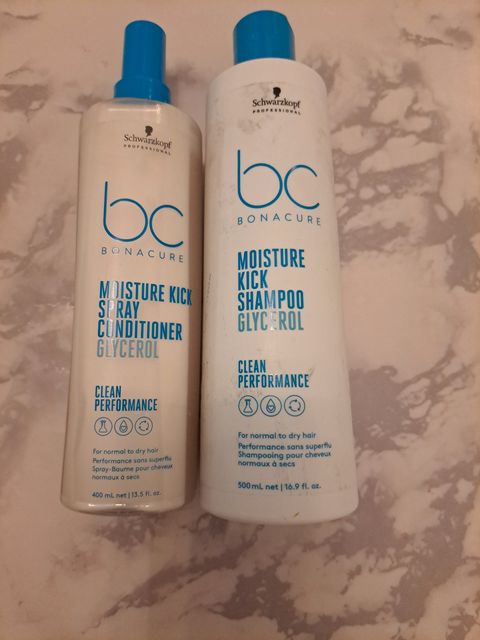 Schwarzkopf
PROFESSIONAL
bc
BONACURE
MOISTURE KICK
SPRAY
CONDITIONER
GLYCEROL
CLEAN
PERFORMANCE
For normal to dry hair
Performance sans superflu
Spray-Baume pour cheveux
normaux à secs
400 mL net | 13.5 fl. oz.
Schwarzkopf
PROFESSIONAL
bc
BONACURE
MOISTURE
KICK
SHAMPOO
GLYCEROL
CLEAN
PERFORMANCE
For normal to dry hair
Performance sans superflu
Shampooing pour cheveux
normaux à secs
500 mL net | 16.9 fl. oz.